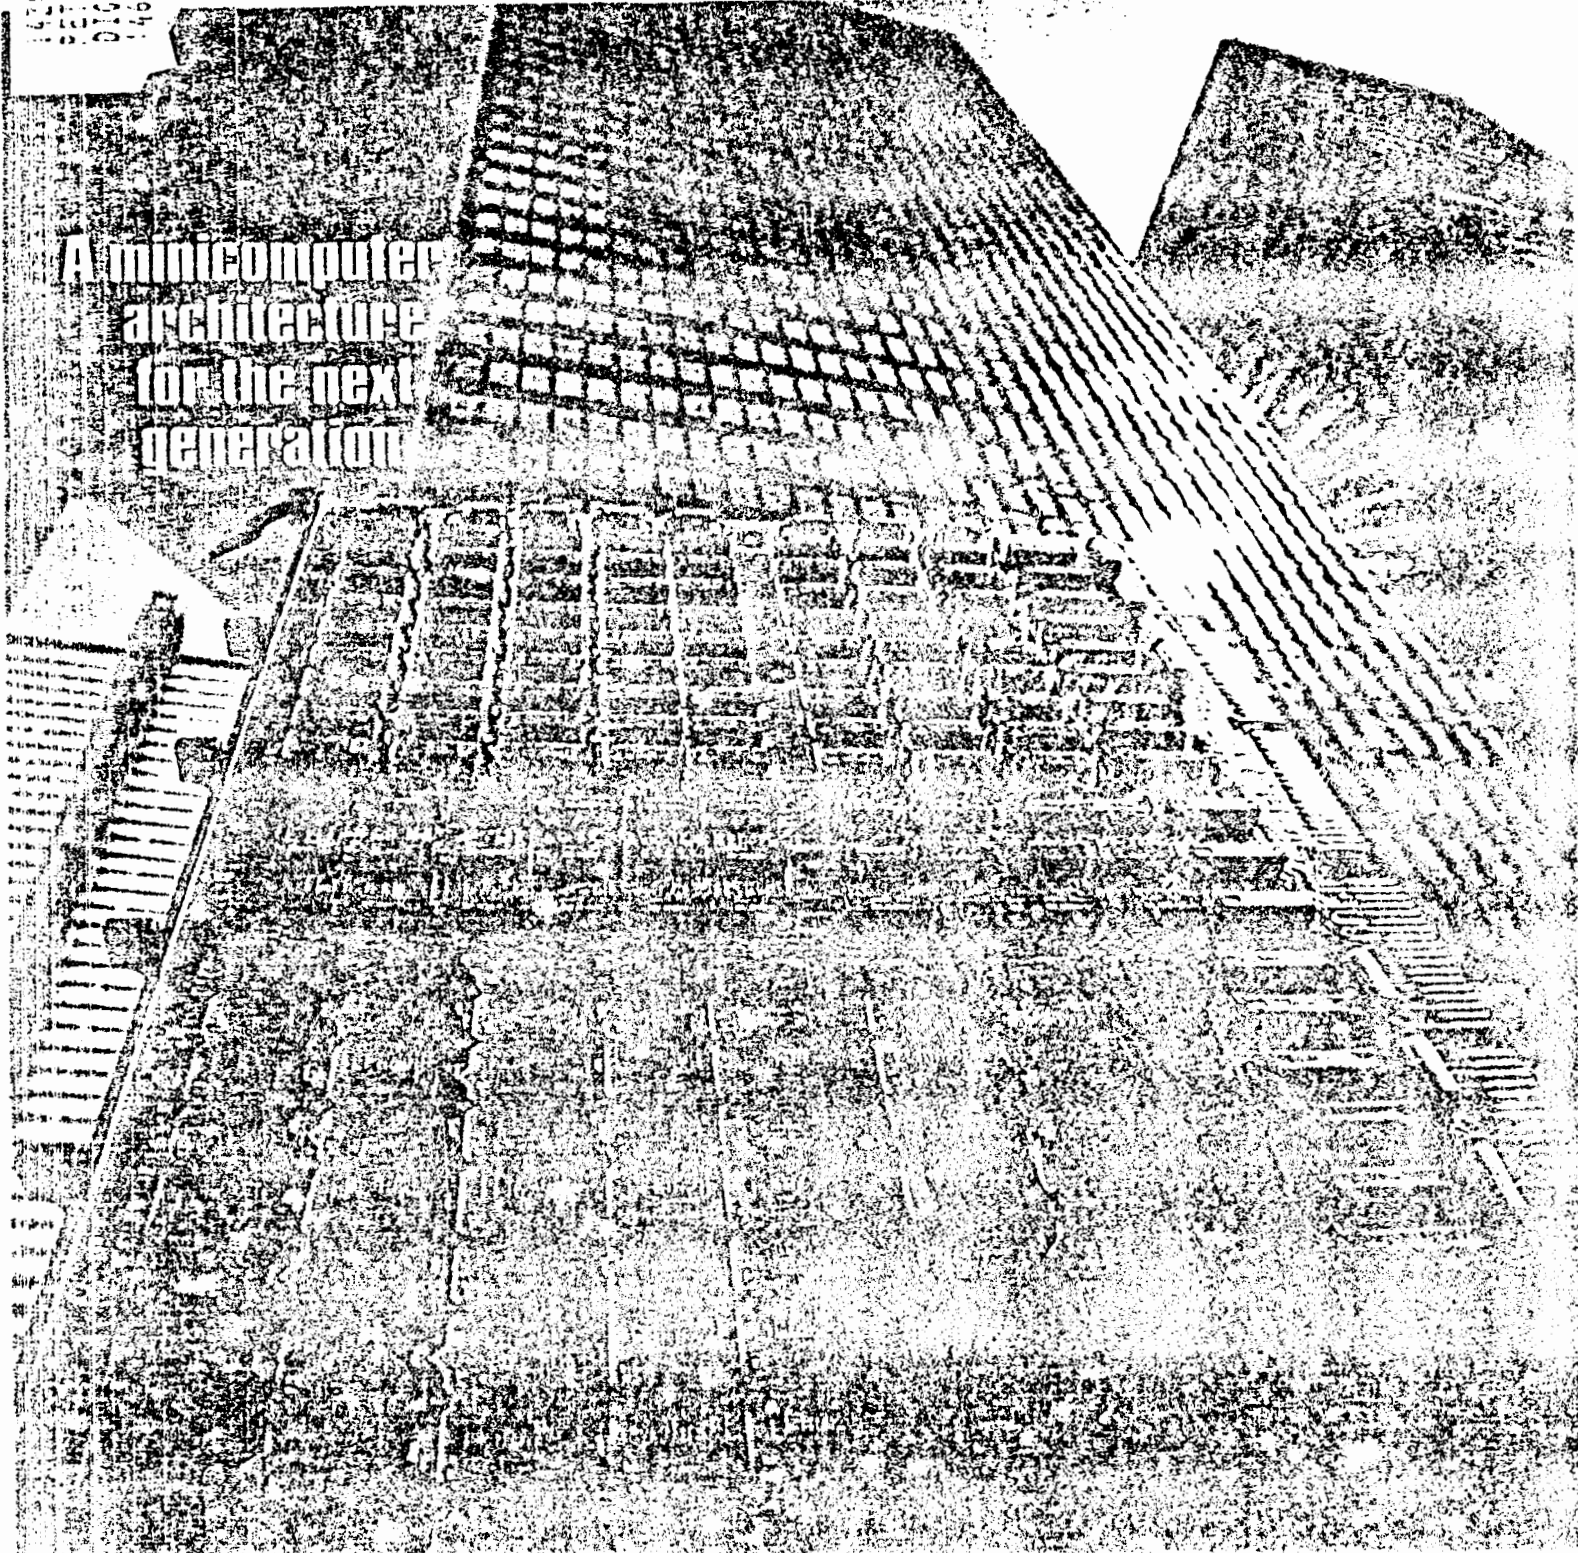 A minicomputer
architecture
for the next
generation